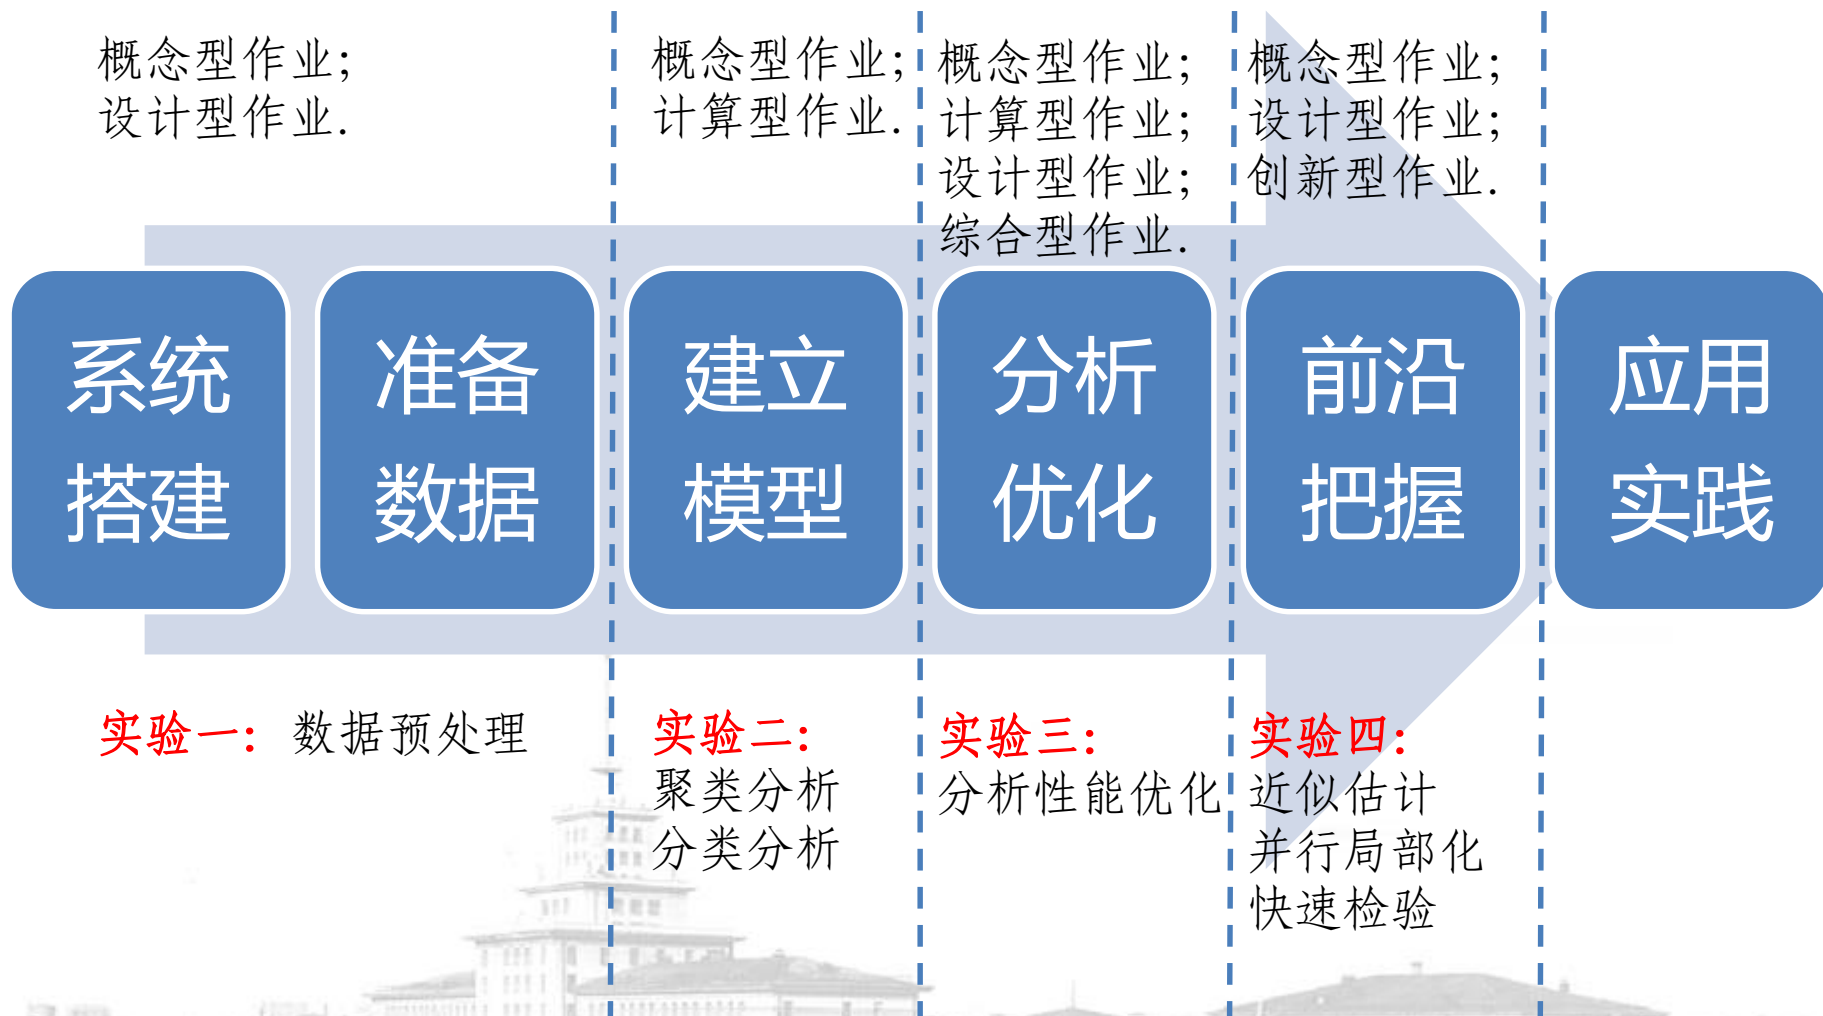 概念型作业;
设计型作业.
概念型作业;
计算型作业.
概念型作业;
计算型作业;
设计型作业;
综合型作业.
概念型作业;
设计型作业;
创新型作业.
系统
搭建
准备
数据
建立
模型
分析
优化
前沿
把握
应用
实践
实验一：数据预处理
实验二：
聚类分析
分类分析
实验三：
分析性能优化
实验四：
近似估计
并行局部化
快速检验